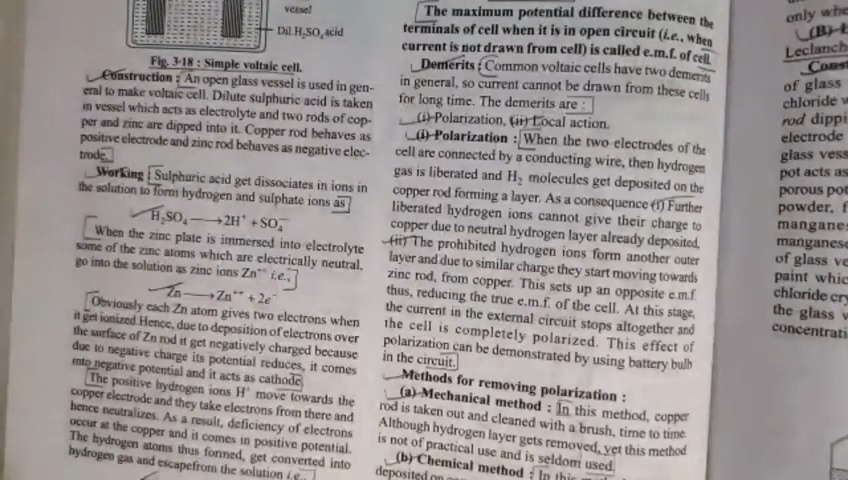 vessel
Dil.H₂SO₄acid
Fig. 3·18 : Simple voltaic cell.
Construction : An open glass vessel is used in gen-
eral to make voltaic cell. Dilute sulphuric acid is taken
in vessel which acts as electrolyte and two rods of cop-
per and zinc are dipped into it. Copper rod behaves as
positive electrode and zinc rod behaves as negative elec-
trode.
Working : Sulphuric acid get dissociates in ions in
the solution to form hydrogen and sulphate ions as
H₂SO₄ ⟶ 2H⁺ + SO₄⁻
When the zinc plate is immersed into electrolyte
some of the zinc atoms which are electrically neutral,
go into the solution as zinc ions Zn⁺⁺ i.e.,
Zn ⟶ Zn⁺⁺ + 2e⁻
Obviously each Zn atom gives two electrons when
it get ionized.Hence, due to deposition of electrons over
the surface of Zn rod it get negatively charged because
due to negative charge its potential reduces, it comes
into negative potential and it acts as cathode.
The positive hydrogen ions H⁺ move towards the
copper electrode and they take electrons from there and
hence neutralizes. As a result, deficiency of electrons
occur at the copper and it comes in positive potential.
The hydrogen atoms thus formed, get converted into
hydrogen gas and escapefrom the solution i.e.,
The maximum potential difference between the
terminals of cell when it is in open circuit (i.e., when
current is not drawn from cell) is called e.m.f. of cell.
Demerits : Common voltaic cells have two demerits
in general, so current cannot be drawn from these cells
for long time. The demerits are :
(i) Polarization, (ii) Local action.
(i) Polarization : When the two electrodes of the
cell are connected by a conducting wire, then hydrogen
gas is liberated and H₂ molecules get deposited on the
copper rod forming a layer. As a consequence (i) Further
liberated hydrogen ions cannot give their charge to
copper due to neutral hydrogen layer already deposited,
(ii) The prohibited hydrogen ions form another outer
layer and due to similar charge they start moving towards
zinc rod, from copper. This sets up an opposite e.m.f.
thus, reducing the true e.m.f. of the cell. At this stage,
the current in the external circuit stops altogether and
the cell is completely polarized. This effect of
polarization can be demonstrated by using battery bulb
in the circuit.
Methods for removing polarization :
(a) Mechanical method : In this method, copper
rod is taken out and cleaned with a brush, time to time.
Although hydrogen layer gets removed, yet this method
is not of practical use and is seldom used.
(b) Chemical method : In this
deposited on
only whe
(B)
Leclanch
Const
of glass
chloride
rod dippi
electrode
glass vess
pot acts as
porous pot
powder, f
mangane
manganes
of glass ve
paint whic
chloride cry
the glass
concentrati